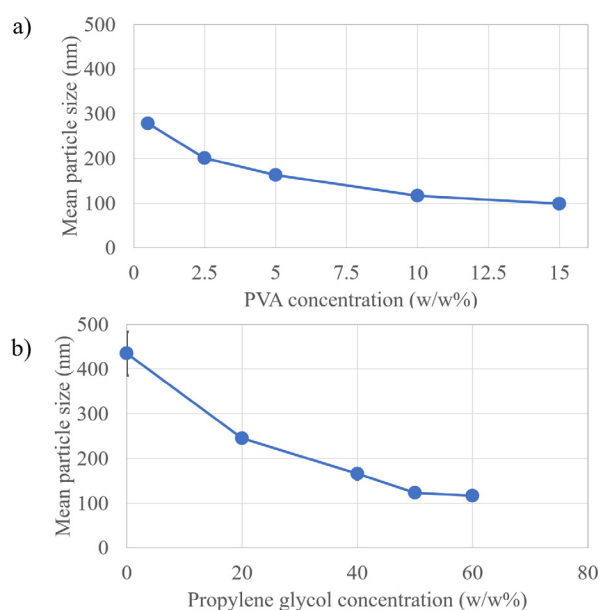 a)
Mean particle size (nm)
500
400
300
200
100
0
0 2.5 5 7.5 10 12.5 15
PVA concentration (w/w%)
b)
Mean particle size (nm)
500
400
300
200
100
0
0 20 40 60 80
Propylene glycol concentration (w/w%)